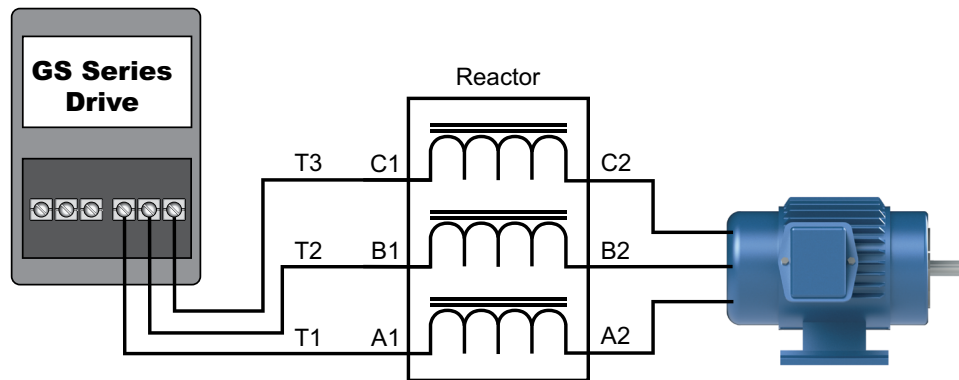 GS Series
Drive
Reactor
T3 C1 C2
T2 B1 B2
T1 A1 A2